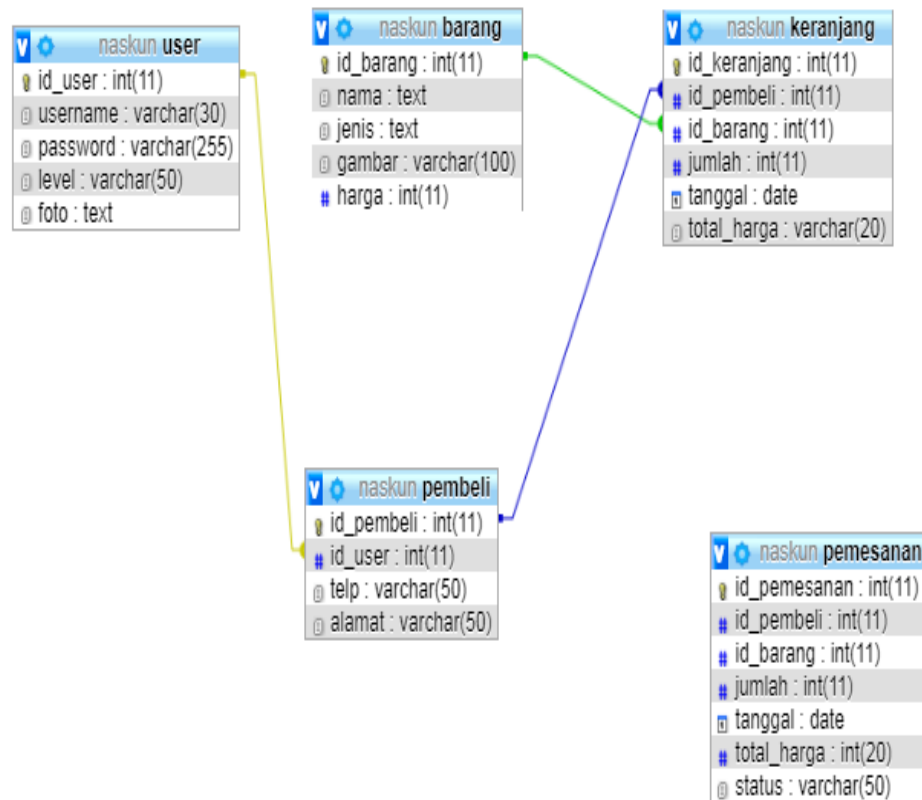 naskun user
id_user : int(11)
username : varchar(30)
password : varchar(255)
level : varchar(50)
foto : text
naskun barang
id_barang : int(11)
nama : text
jenis : text
gambar : varchar(100)
harga : int(11)
naskun keranjang
id_keranjang : int(11)
id_pembeli : int(11)
id_barang : int(11)
jumlah : int(11)
tanggal : date
total_harga : varchar(20)
naskun pembeli
id_pembeli : int(11)
id_user : int(11)
telp : varchar(50)
alamat : varchar(50)
naskun pemesanan
id_pemesanan : int(11)
id_pembeli : int(11)
id_barang : int(11)
jumlah : int(11)
tanggal : date
total_harga : int(20)
status : varchar(50)